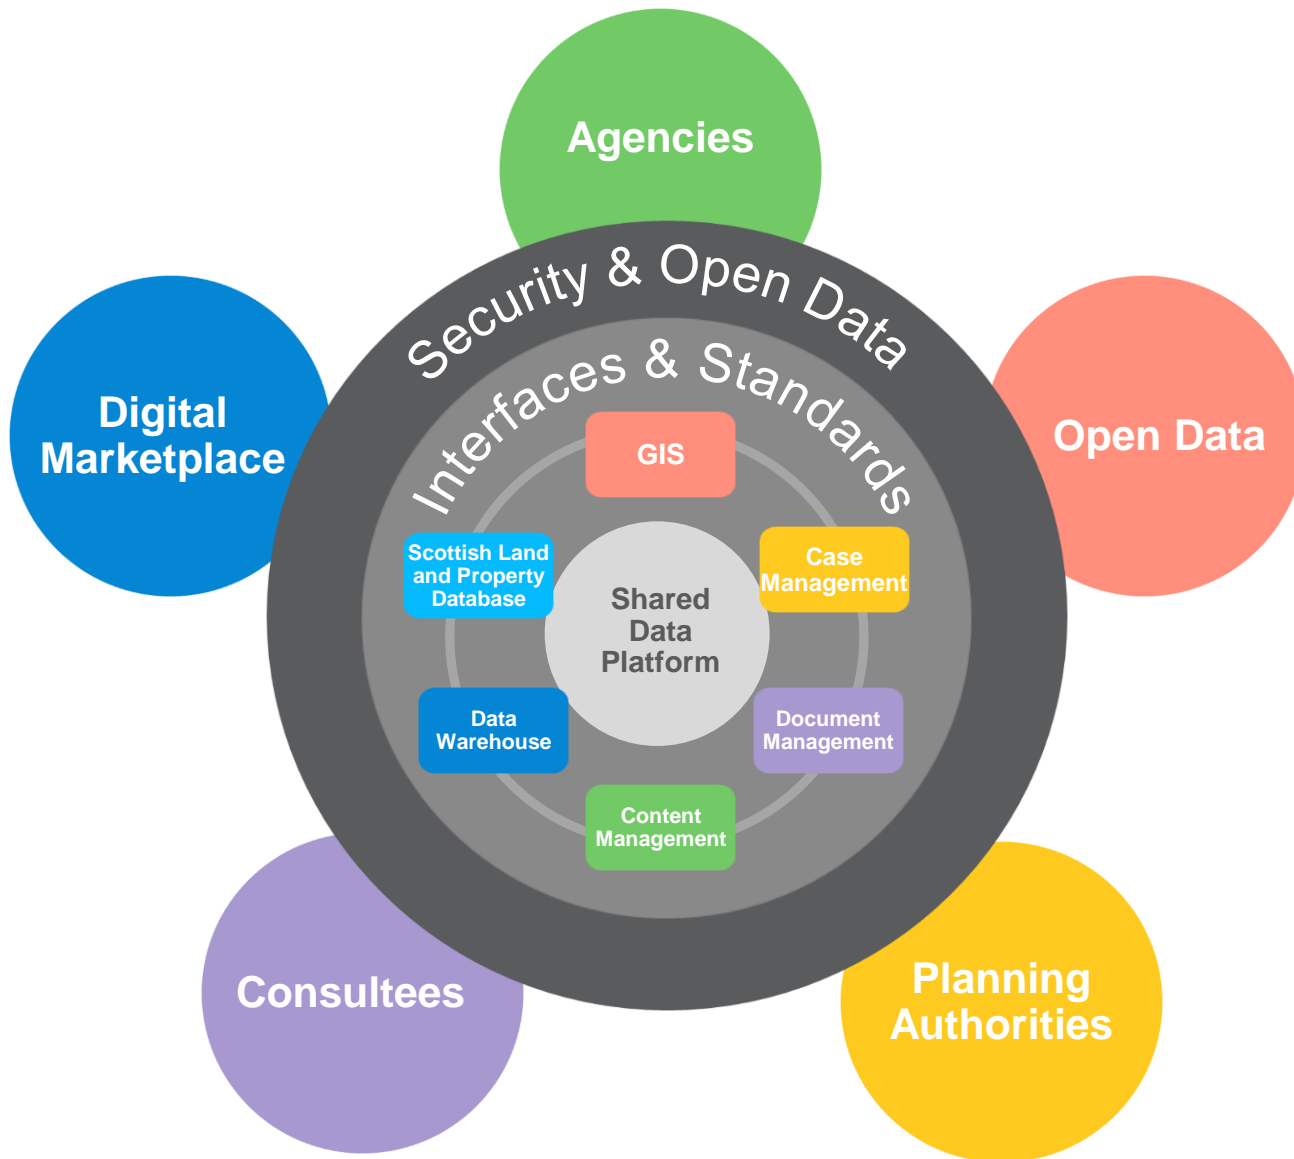 Agencies
Security & Open Data
Interfaces & Standards
Digital
Marketplace
Open Data
GIS
Scottish Land
and Property
Database
Case
Management
Shared
Data
Platform
Data
Warehouse
Document
Management
Content
Management
Consultees
Planning
Authorities